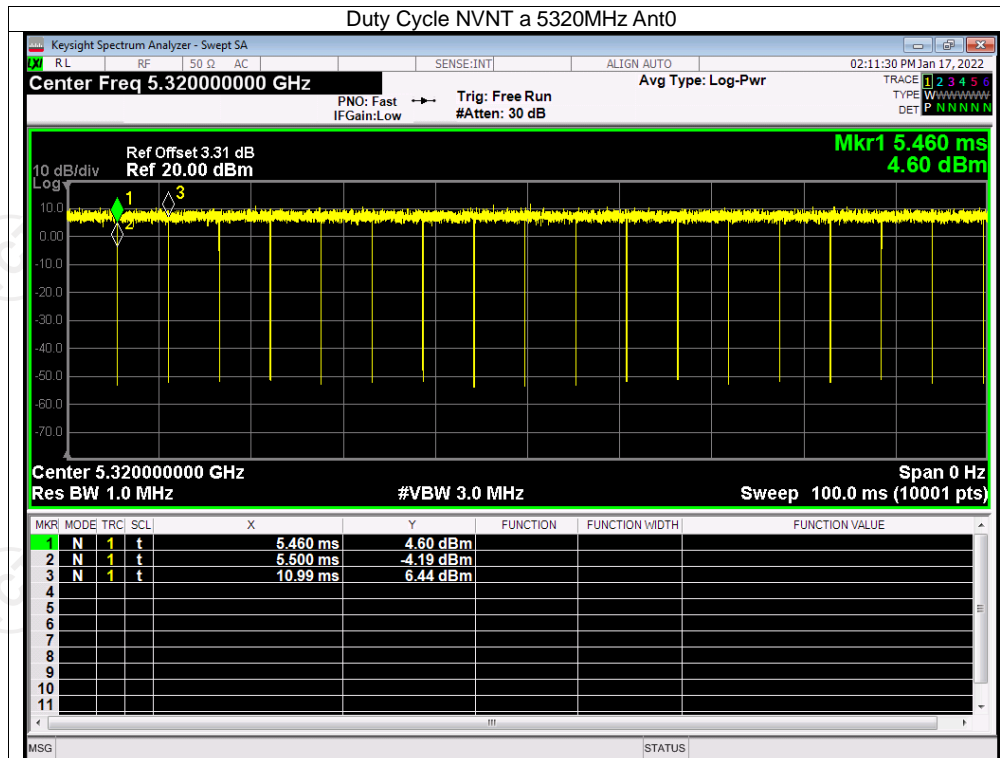 Duty Cycle NVNT a 5320MHz Ant0
Keysight Spectrum Analyzer - Swept SA
LXI RL RF 50 Ω AC SENSE:INT ALIGN AUTO 02:11:30 PM Jan 17, 2022
Center Freq 5.320000000 GHz
PNO: Fast
IFGain:Low
Trig: Free Run
#Atten: 30 dB
Avg Type: Log-Pwr
TRACE 1 2 3 4 5 6
TYPE WWWWWW
DET P N N N N N
Mkr1 5.460 ms
4.60 dBm
Ref Offset 3.31 dB
10 dB/div Ref 20.00 dBm
Log
1
2
3
10.0
0.00
-10.0
-20.0
-30.0
-40.0
-50.0
-60.0
-70.0
Center 5.320000000 GHz Span 0 Hz
Res BW 1.0 MHz #VBW 3.0 MHz Sweep 100.0 ms (10001 pts)
MKR MODE TRC SCL X Y FUNCTION FUNCTION WIDTH FUNCTION VALUE
1 N 1 t 5.460 ms 4.60 dBm
2 N 1 t 5.500 ms -4.19 dBm
3 N 1 t 10.99 ms 6.44 dBm
4
5
6
7
8
9
10
11
MSG STATUS